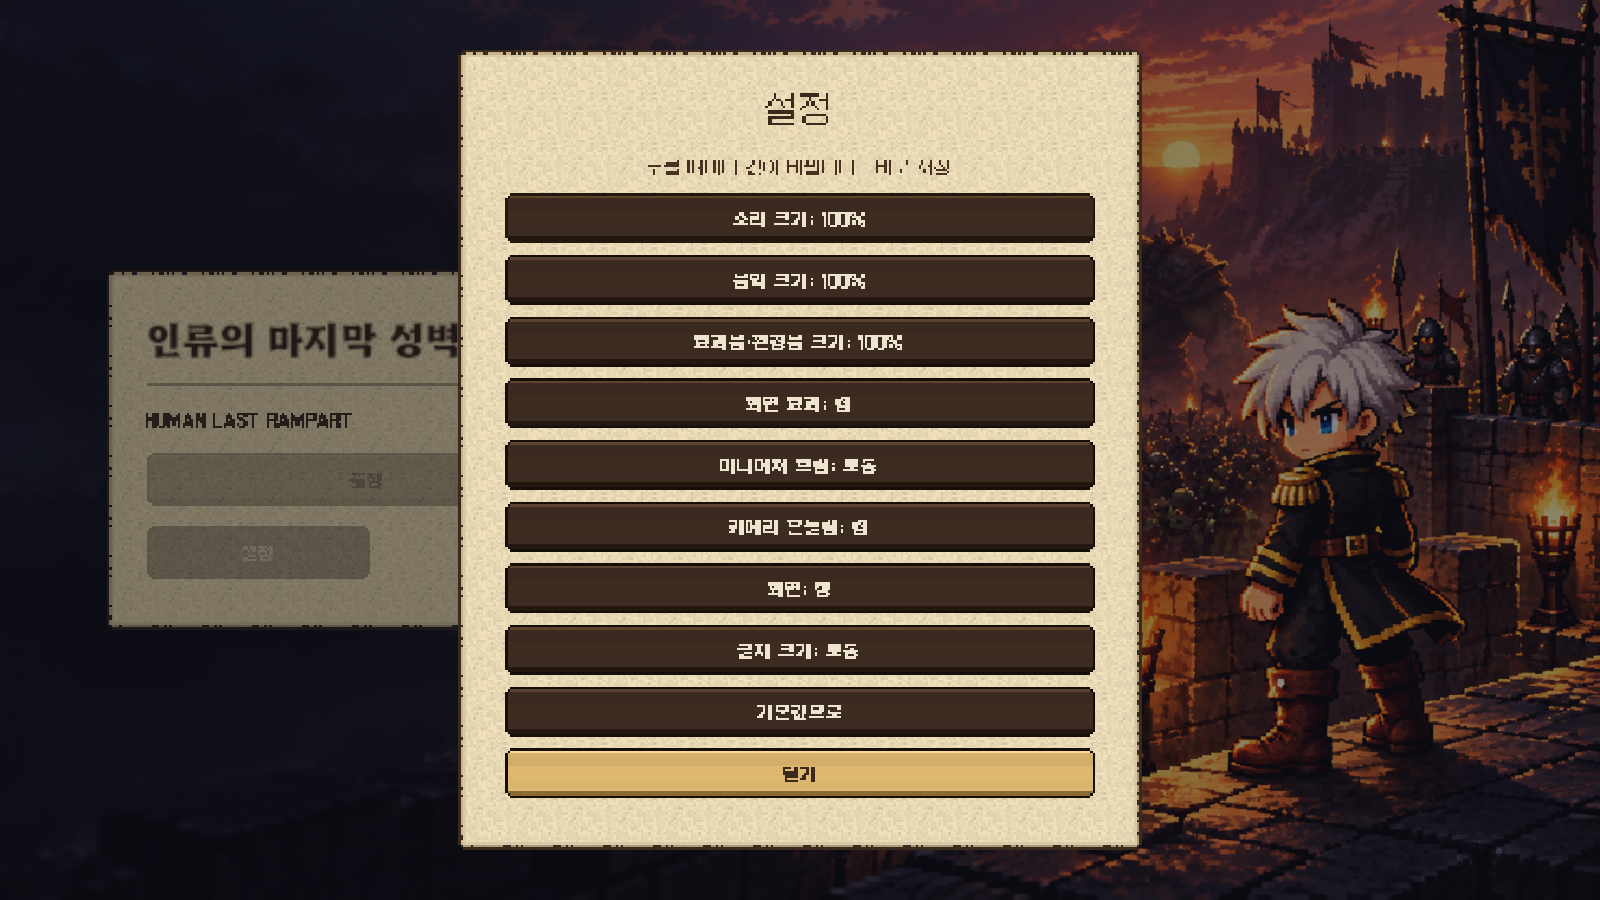 설정
소리 크기: 100%
음악 크기: 100%
효과음·환경음 크기: 100%
화면 효과: 켬
미니어처 흐림: 보통
카메라 흔들림: 켬
화면: 창
글자 크기: 보통
기본값으로
닫기
인류의 마지막 성벽
HUMAN LAST RAMPART
설정